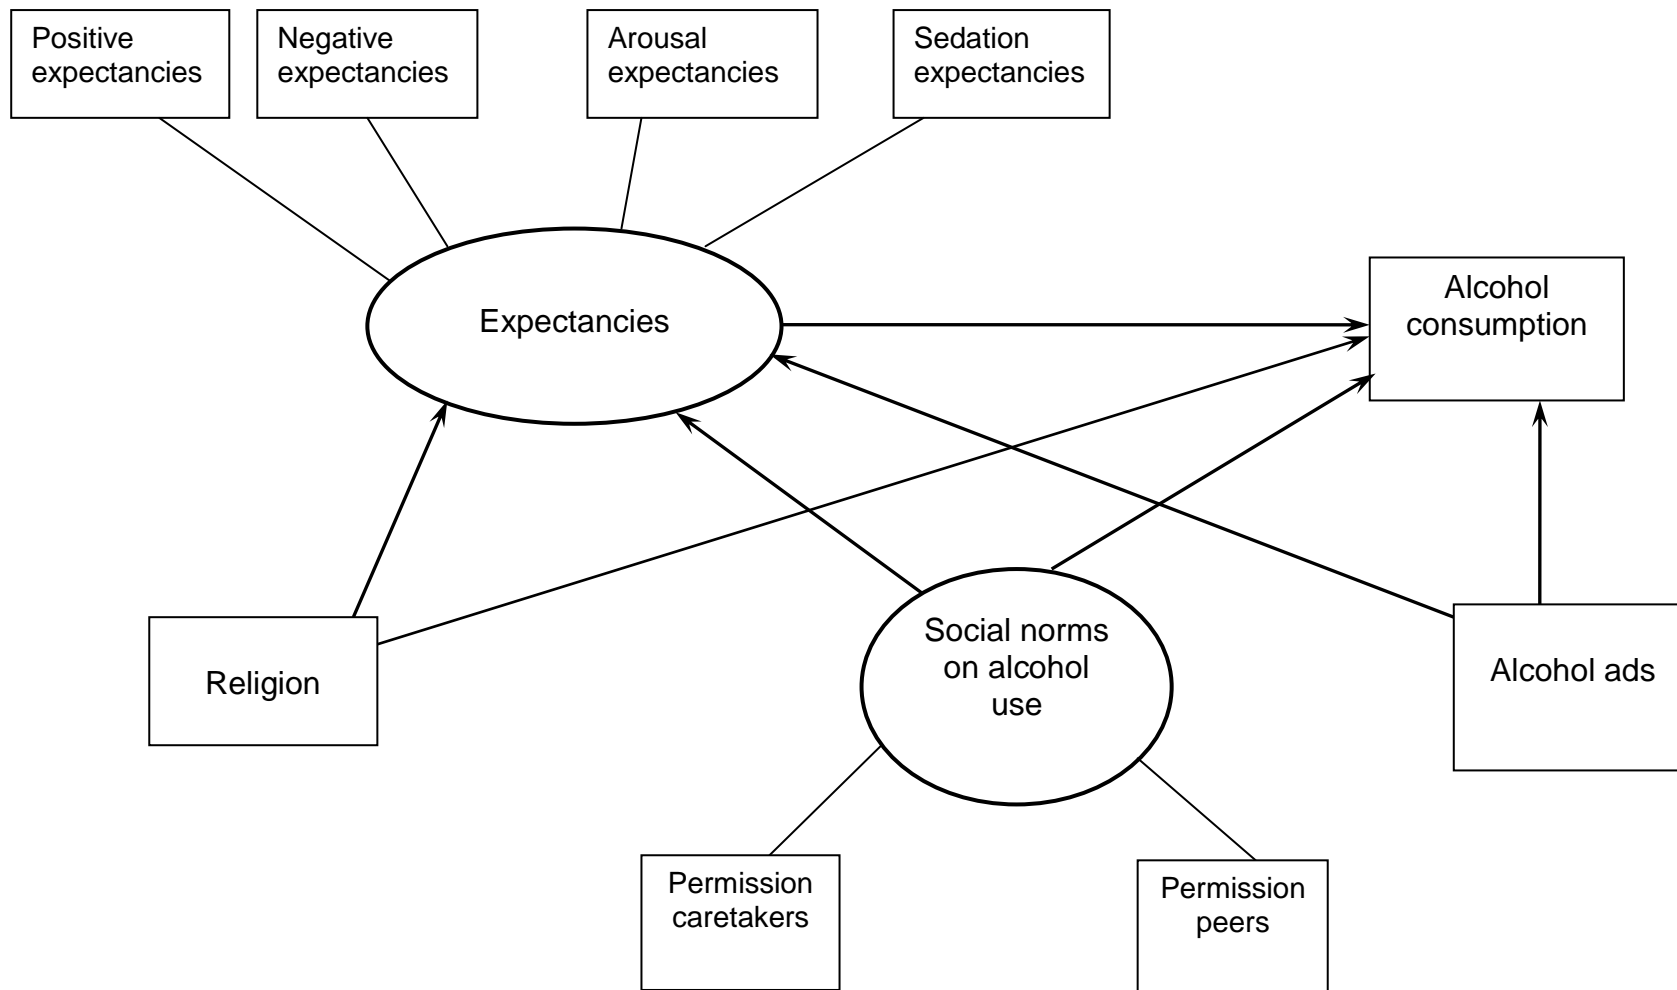 Positive
expectancies
Negative
expectancies
Arousal
expectancies
Sedation
expectancies
Expectancies
Alcohol
consumption
Religion
Social norms
on alcohol
use
Alcohol ads
Permission
caretakers
Permission
peers